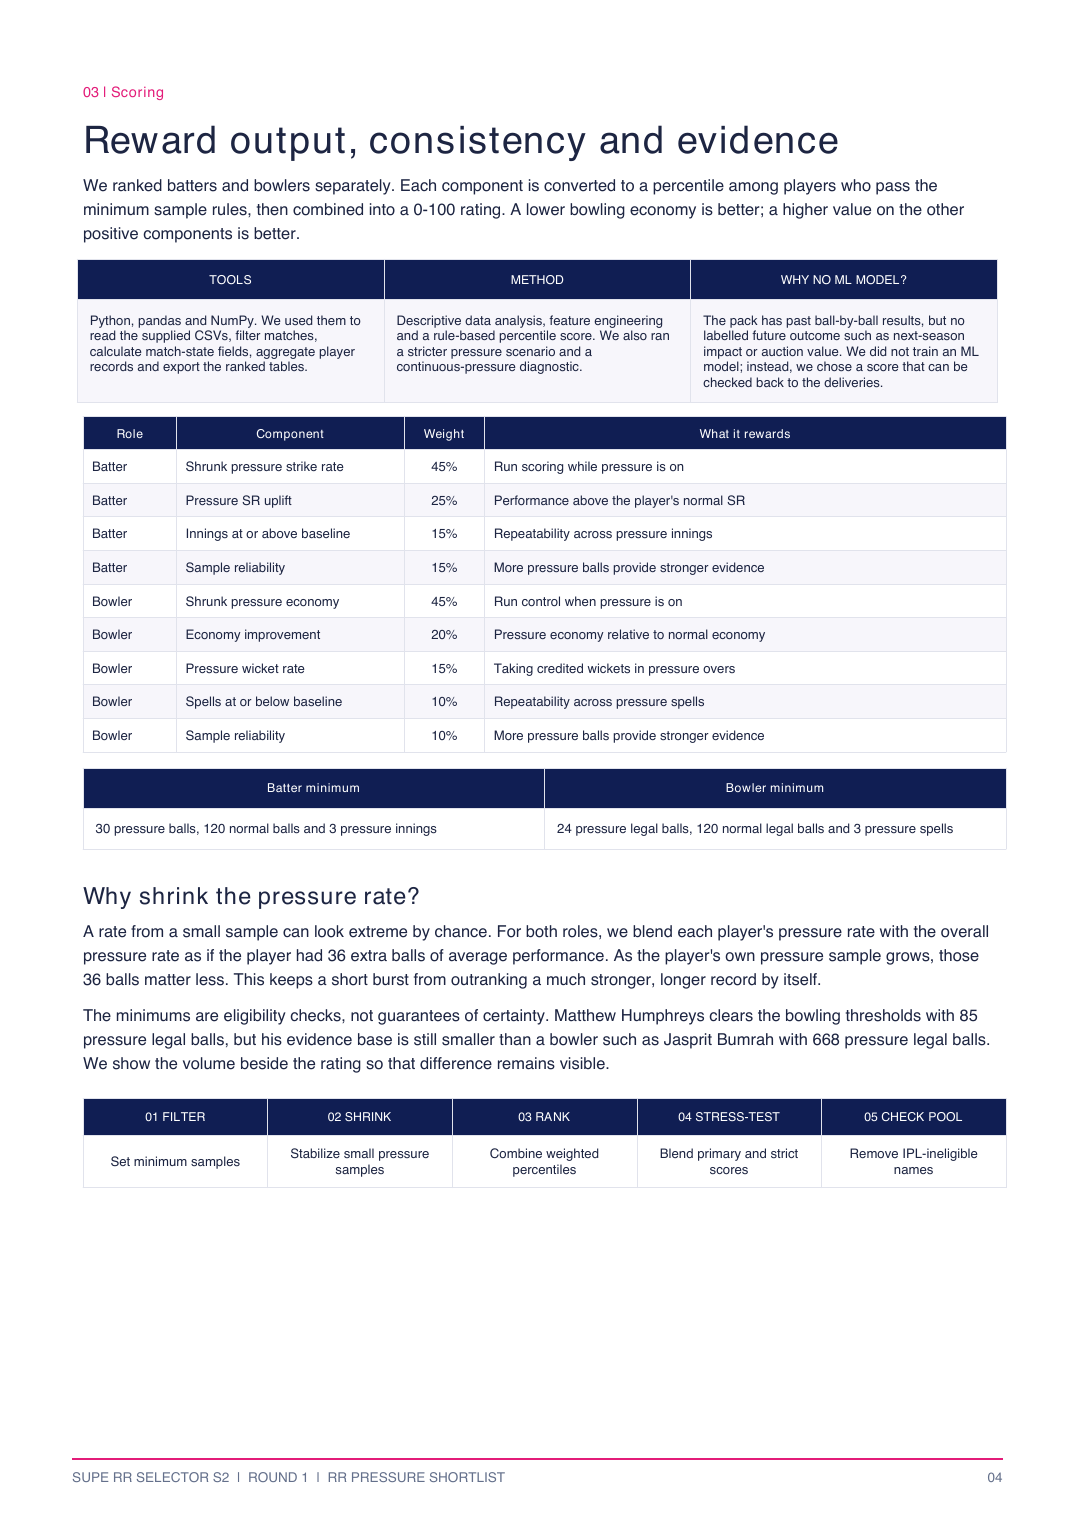 03 | Scoring
Reward output, consistency and evidence
We ranked batters and bowlers separately. Each component is converted to a percentile among players who pass the
minimum sample rules, then combined into a 0-100 rating. A lower bowling economy is better; a higher value on the other
positive components is better.
TOOLS METHOD WHY NO ML MODEL?
Python, pandas and NumPy. We used them to
read the supplied CSVs, filter matches,
calculate match-state fields, aggregate player
records and export the ranked tables.
Descriptive data analysis, feature engineering
and a rule-based percentile score. We also ran
a stricter pressure scenario and a
continuous-pressure diagnostic.
The pack has past ball-by-ball results, but no
labelled future outcome such as next-season
impact or auction value. We did not train an ML
model; instead, we chose a score that can be
checked back to the deliveries.
Role Component Weight What it rewards
Batter Shrunk pressure strike rate 45% Run scoring while pressure is on
Batter Pressure SR uplift 25% Performance above the player's normal SR
Batter Innings at or above baseline 15% Repeatability across pressure innings
Batter Sample reliability 15% More pressure balls provide stronger evidence
Bowler Shrunk pressure economy 45% Run control when pressure is on
Bowler Economy improvement 20% Pressure economy relative to normal economy
Bowler Pressure wicket rate 15% Taking credited wickets in pressure overs
Bowler Spells at or below baseline 10% Repeatability across pressure spells
Bowler Sample reliability 10% More pressure balls provide stronger evidence
Batter minimum Bowler minimum
30 pressure balls, 120 normal balls and 3 pressure innings 24 pressure legal balls, 120 normal legal balls and 3 pressure spells
Why shrink the pressure rate?
A rate from a small sample can look extreme by chance. For both roles, we blend each player's pressure rate with the overall
pressure rate as if the player had 36 extra balls of average performance. As the player's own pressure sample grows, those
36 balls matter less. This keeps a short burst from outranking a much stronger, longer record by itself.
The minimums are eligibility checks, not guarantees of certainty. Matthew Humphreys clears the bowling thresholds with 85
pressure legal balls, but his evidence base is still smaller than a bowler such as Jasprit Bumrah with 668 pressure legal balls.
We show the volume beside the rating so that difference remains visible.
01 FILTER 02 SHRINK 03 RANK 04 STRESS-TEST 05 CHECK POOL
Set minimum samples
Stabilize small pressure
samples
Combine weighted
percentiles
Blend primary and strict
scores
Remove IPL-ineligible
names
SUPE RR SELECTOR S2 | ROUND 1 | RR PRESSURE SHORTLIST 04